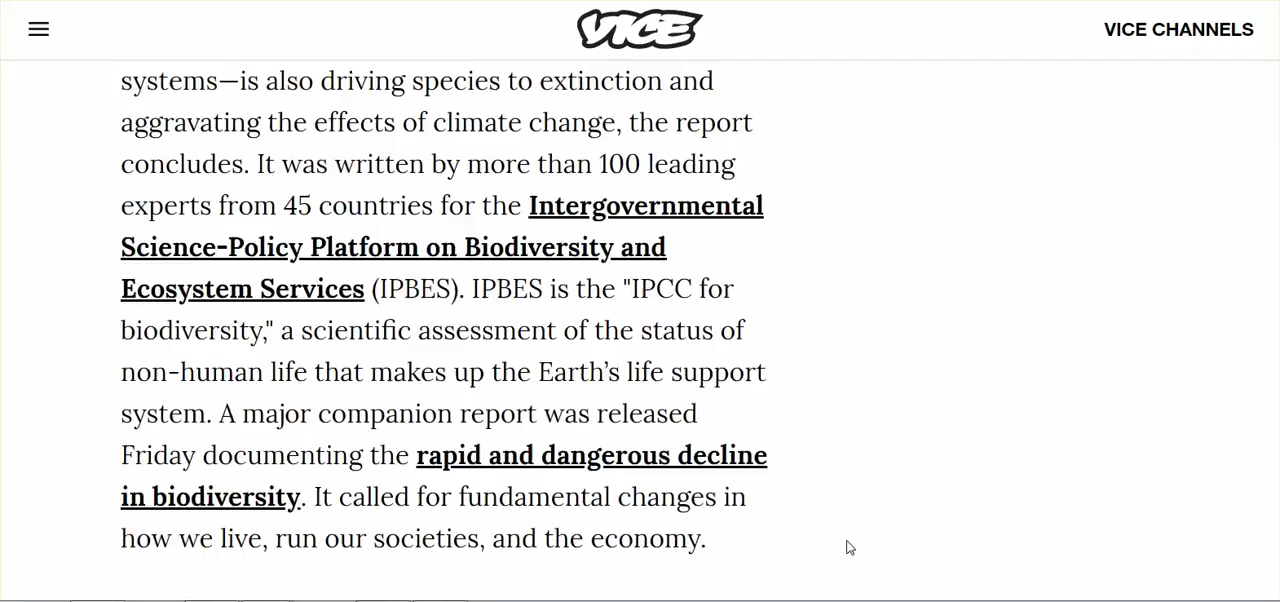 VICE
VICE CHANNELS
systems—is also driving species to extinction and
aggravating the effects of climate change, the report
concludes. It was written by more than 100 leading
experts from 45 countries for the Intergovernmental
Science-Policy Platform on Biodiversity and
Ecosystem Services (IPBES). IPBES is the "IPCC for
biodiversity," a scientific assessment of the status of
non-human life that makes up the Earth’s life support
system. A major companion report was released
Friday documenting the rapid and dangerous decline
in biodiversity. It called for fundamental changes in
how we live, run our societies, and the economy.